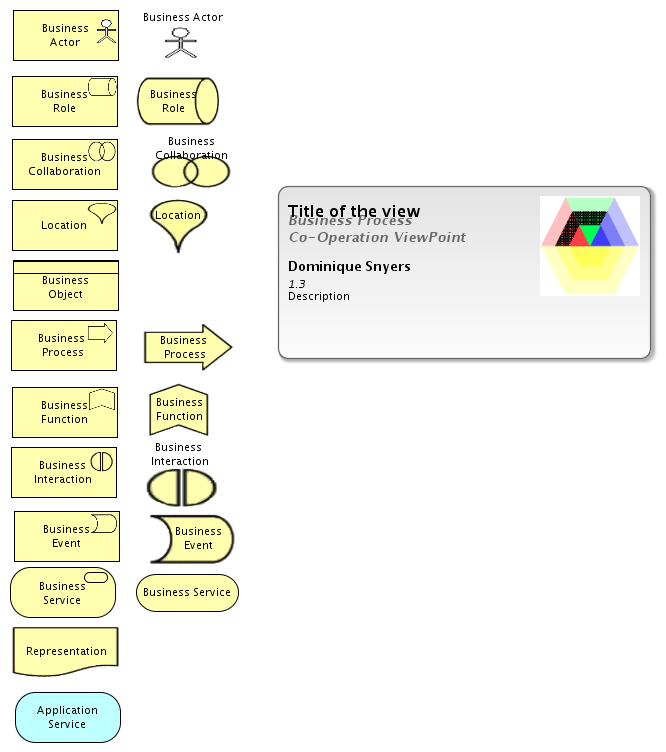 Business
Actor
Business Actor
Business
Role
Business
Role
Business
Collaboration
Business
Collaboration
Location
Location
Business
Object
Business
Process
Business
Process
Business
Function
Business
Function
Business
Interaction
Business
Interaction
Business
Event
Business
Event
Business
Service
Business Service
Representation
Application
Service
Title of the view
Business Process
Co-Operation ViewPoint
Dominique Snyers
1.3
Description